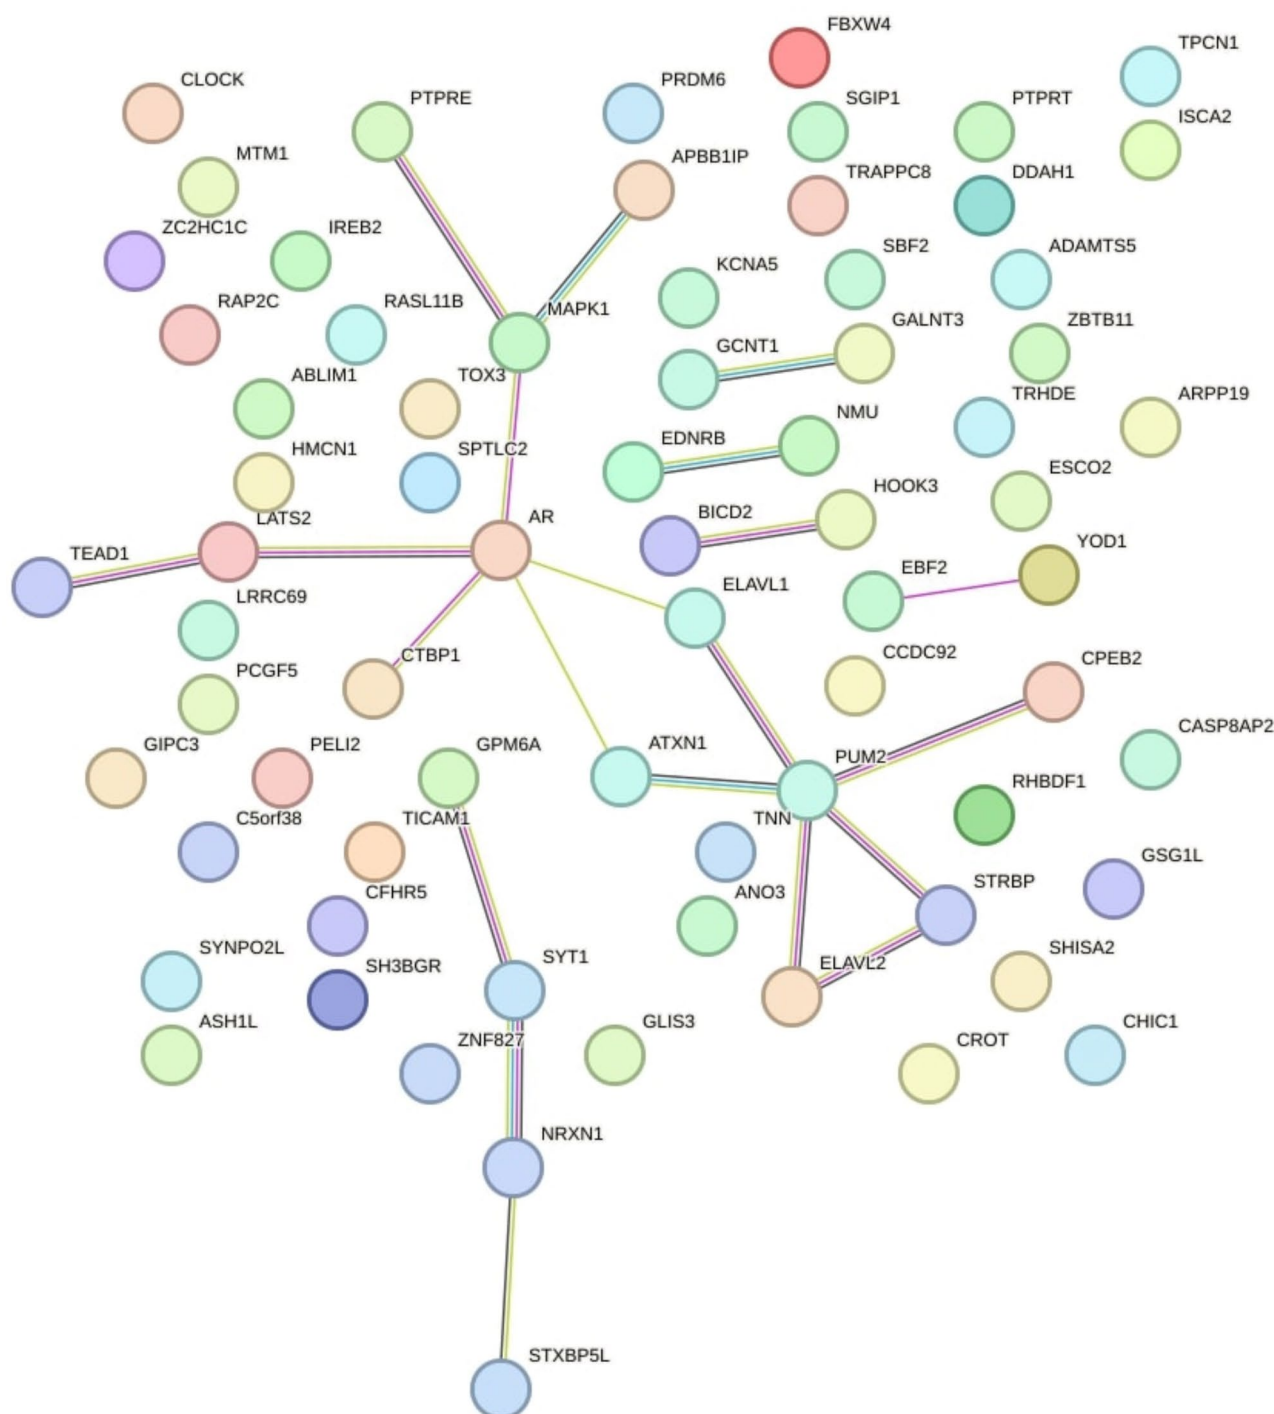 FBXW4
TPCN1
CLOCK
PTPRE
PRDM6
SGIP1
PTPRT
ISCA2
MTM1
APBB1IP
TRAPPC8
DDAH1
ZC2HC1C
IREB2
KCNA5
SBF2
ADAMTS5
RAP2C
RASL11B
MAPK1
GALNT3
ZBTB11
GCNT1
ABLIM1
TOX3
TRHDE
ARPP19
NMU
EDNRB
HMCN1
SPTLC2
ESCO2
HOOK3
LATS2
AR
BICD2
YOD1
TEAD1
EBF2
ELAVL1
LRRC69
CTBP1
CCDC92
CPEB2
PCGF5
CASP8AP2
GIPC3
PELI2
GPM6A
ATXN1
PUM2
RHBDF1
C5orf38
TICAM1
TNN
GSG1L
STRBP
CFHR5
ANO3
SYNPO2L
SH3BGR
SYT1
ELAVL2
SHISA2
ASH1L
ZNF827
GLIS3
CROT
CHIC1
NRXN1
STXBP5L